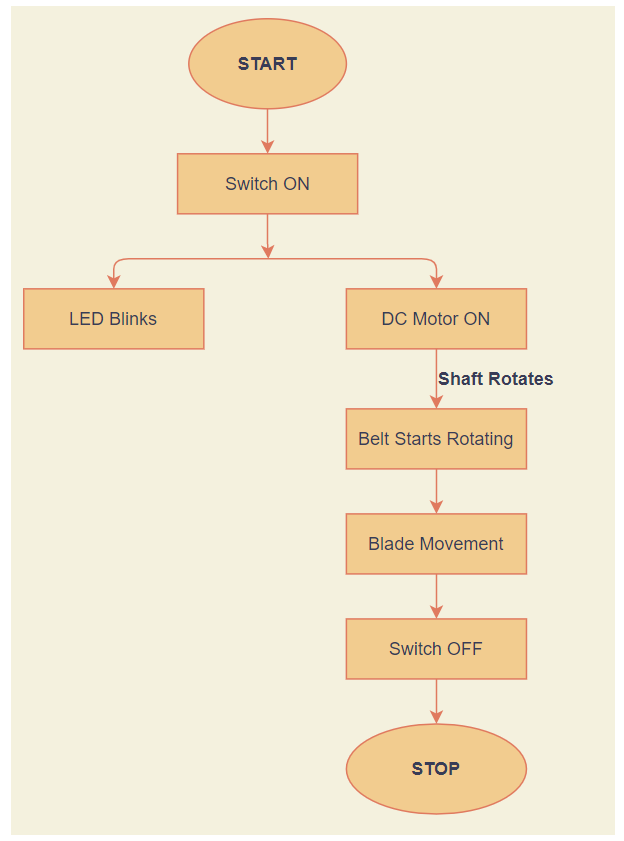 START
Switch ON
LED Blinks
DC Motor ON
Shaft Rotates
Belt Starts Rotating
Blade Movement
Switch OFF
STOP